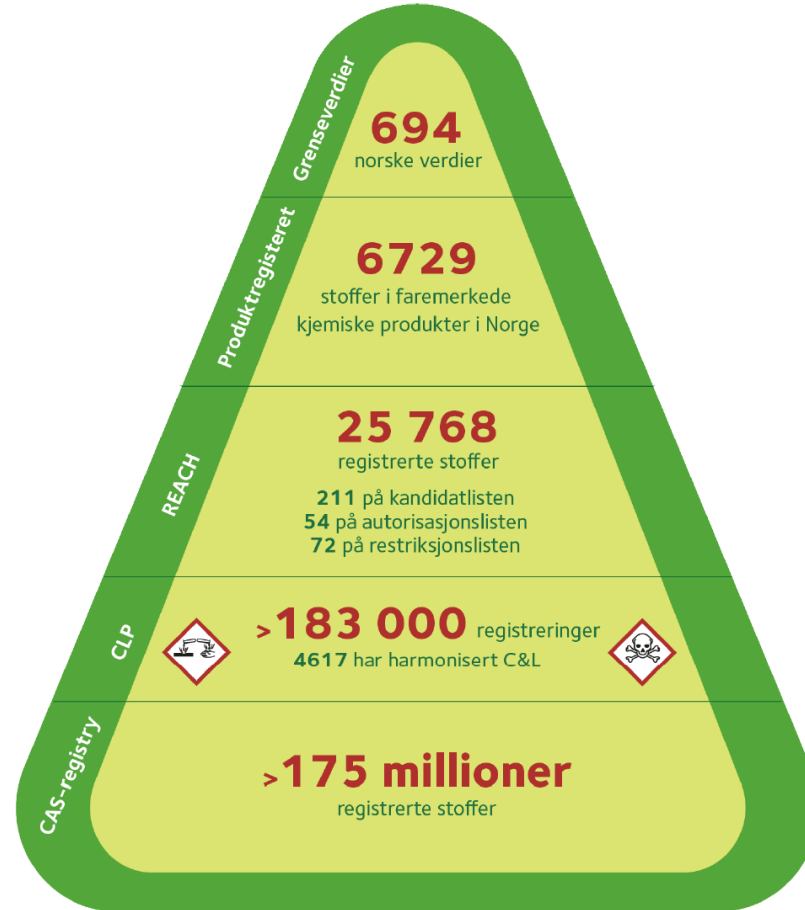 Grenseverdier
694
norske verdier
Produktregisteret
6729
stoffer i faremerkede
kjemiske produkter i Norge
REACH
25 768
registrerte stoffer
211 på kandidatlisten
54 på autorisasjonslisten
72 på restriksjonslisten
CLP
>183 000 registreringer
4617 har harmonisert C&L
CAS-registry
>175 millioner
registrerte stoffer